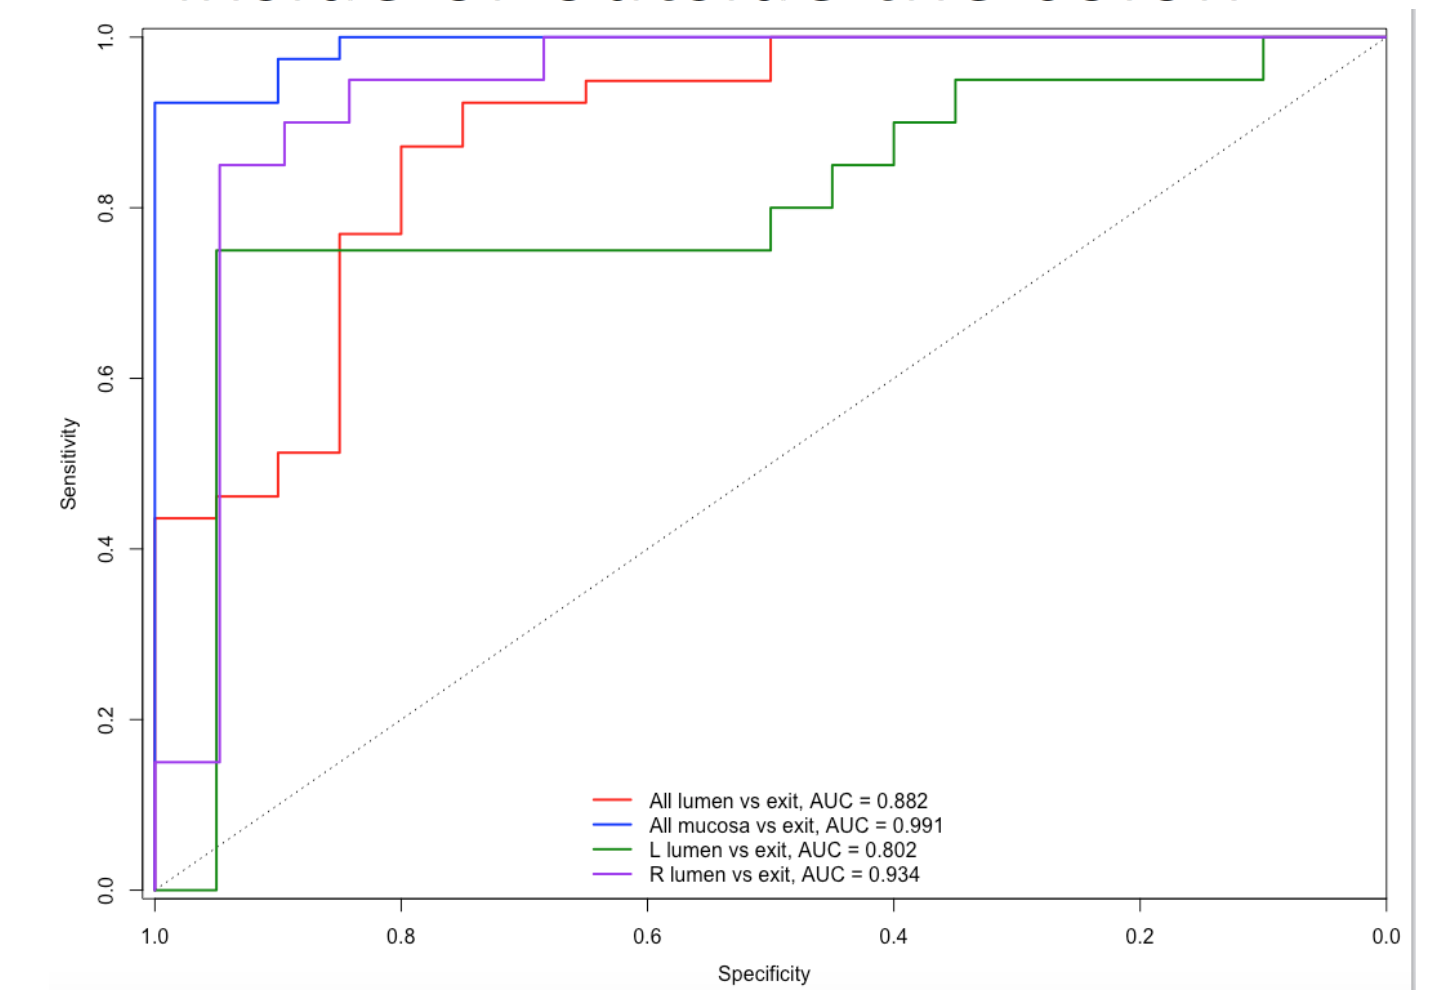 1.0
0.8
0.6
0.4
0.2
0.0
Sensitivity
All lumen vs exit, AUC = 0.882
All mucosa vs exit, AUC = 0.991
L lumen vs exit, AUC = 0.802
R lumen vs exit, AUC = 0.934
1.0 0.8 0.6 0.4 0.2 0.0
Specificity